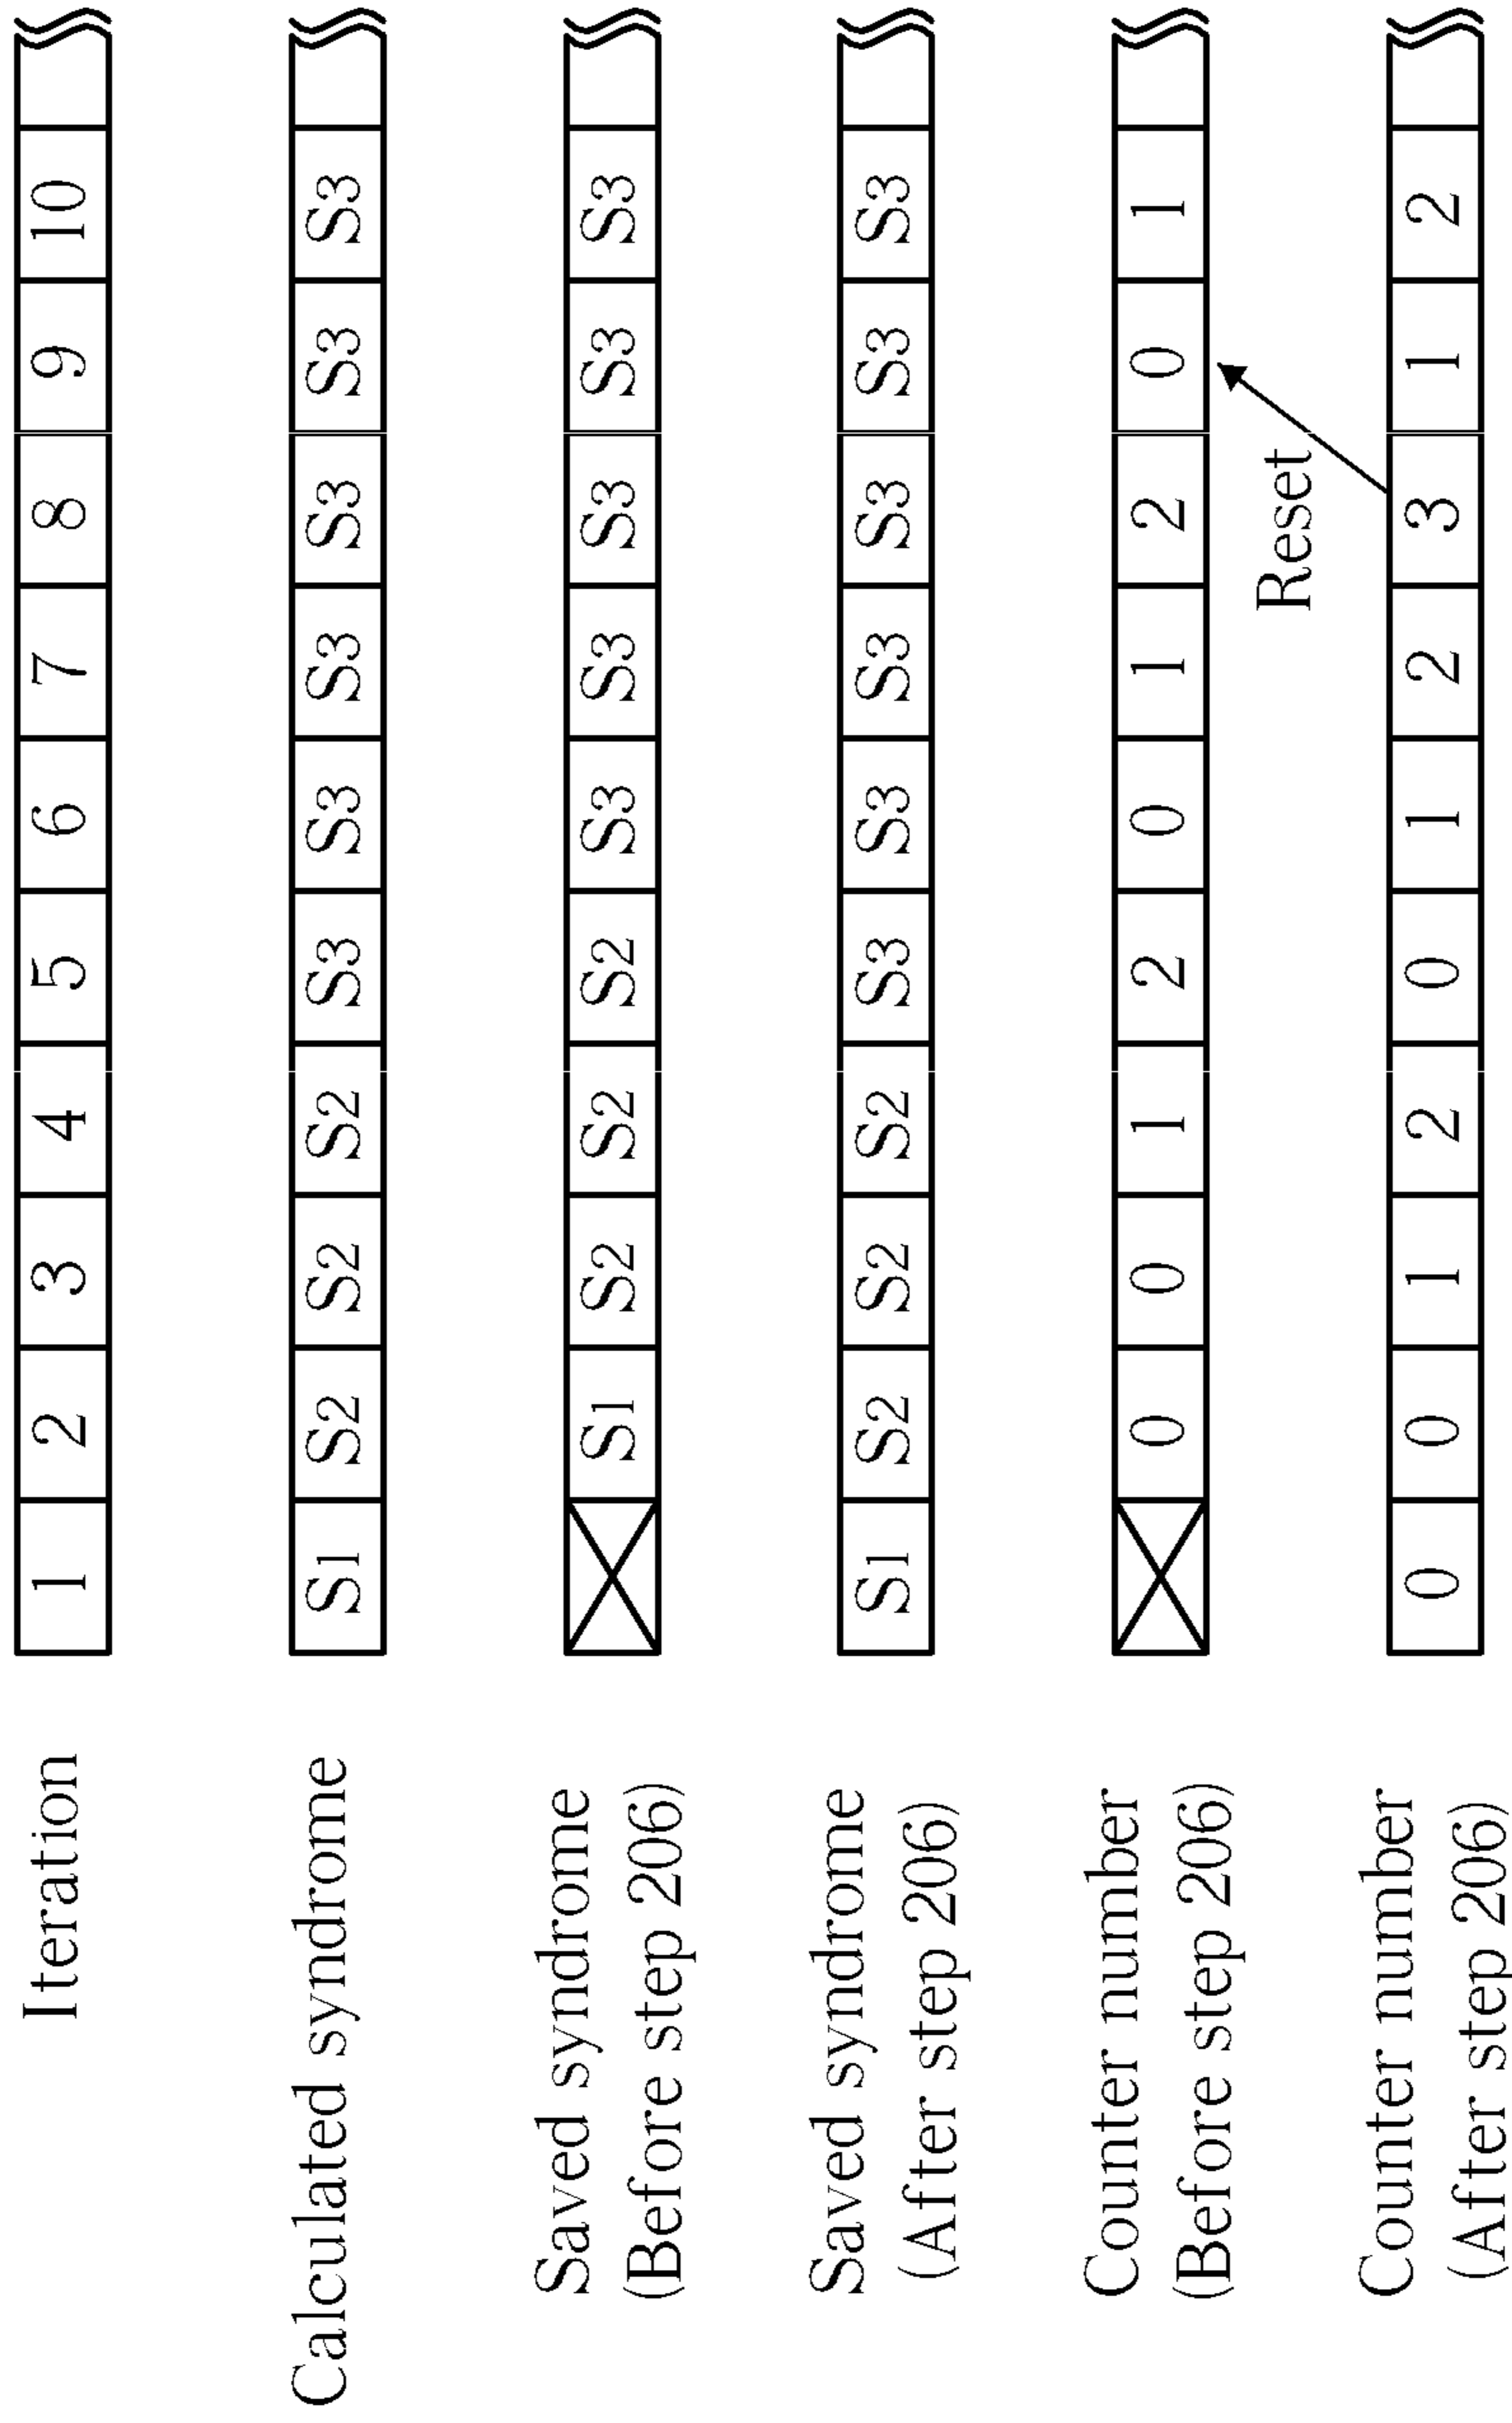 Iteration 1 2 3 4 5 6 7 8 9 10
Calculated syndrome S1 S2 S2 S2 S3 S3 S3 S3 S3 S3
Saved syndrome
(Before step 206) S1 S2 S2 S2 S3 S3 S3 S3 S3
Saved syndrome
(After step 206) S1 S2 S2 S2 S3 S3 S3 S3 S3 S3
Counter number
(Before step 206) 0 0 1 2 0 1 2 0 1
Reset
Counter number
(After step 206) 0 0 1 2 0 1 2 3 1 2